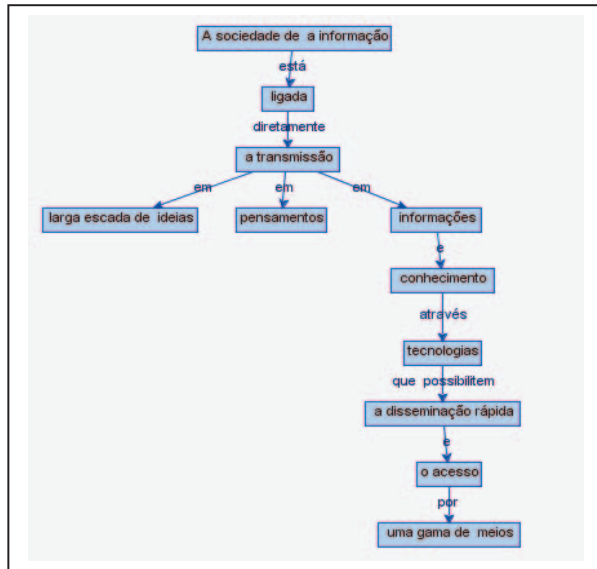 A sociedade de a informação
está
ligada
diretamente
a transmissão
em em em
larga escada de ideias pensamentos informações
e
conhecimento
através
tecnologias
que possibilitem
a disseminação rápida
e
o acesso
por
uma gama de meios